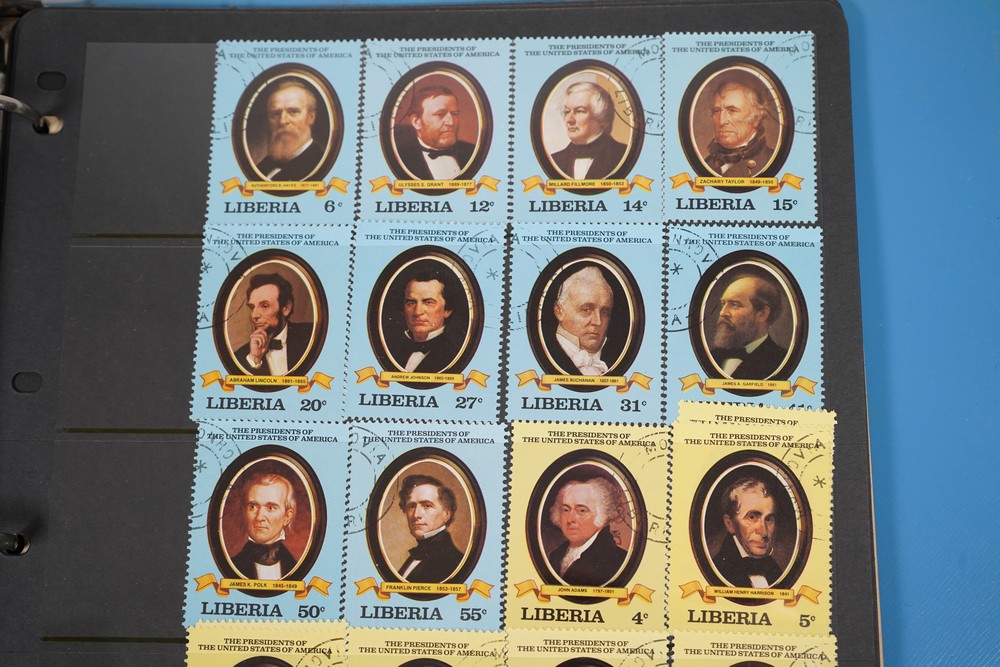 THE PRESIDENTS OF
THE UNITED STATES OF AMERICA
RUTHERFORD B. HAYES 1877-1881
LIBERIA 6c
THE PRESIDENTS OF
THE UNITED STATES OF AMERICA
ULYSSES S. GRANT 1869-1877
LIBERIA 12c
THE PRESIDENTS OF
THE UNITED STATES OF AMERICA
MILLARD FILLMORE 1850-1853
LIBERIA 14c
THE PRESIDENTS OF
THE UNITED STATES OF AMERICA
ZACHARY TAYLOR 1849-1850
LIBERIA 15c
THE PRESIDENTS OF
THE UNITED STATES OF AMERICA
ABRAHAM LINCOLN 1861-1865
LIBERIA 20c
THE PRESIDENTS OF
THE UNITED STATES OF AMERICA
ANDREW JOHNSON 1865-1869
LIBERIA 27c
THE PRESIDENTS OF
THE UNITED STATES OF AMERICA
JAMES BUCHANAN 1857-1861
LIBERIA 31c
THE PRESIDENTS OF
THE UNITED STATES OF AMERICA
JAMES A. GARFIELD 1881
THE PRESIDENTS OF
THE UNITED STATES OF AMERICA
JAMES K. POLK 1845-1849
LIBERIA 50c
THE PRESIDENTS OF
THE UNITED STATES OF AMERICA
FRANKLIN PIERCE 1853-1857
LIBERIA 55c
THE PRESIDENTS OF
THE UNITED STATES OF AMERICA
JOHN ADAMS 1797-1801
LIBERIA 4c
THE PRESIDENTS OF
THE PRESIDENTS OF
THE UNITED STATES OF AMERICA
WILLIAM HENRY HARRISON 1841
LIBERIA 5c
THE PRESIDENTS OF
THE UNITED STATES OF AMERICA
THE PRESIDENTS OF
THE UNITED STATES OF AMERICA
THE PRESIDENTS OF
THE UNITED STATES OF AMERICA
THE PRESIDENTS OF
THE UNITED STATES OF AMERICA